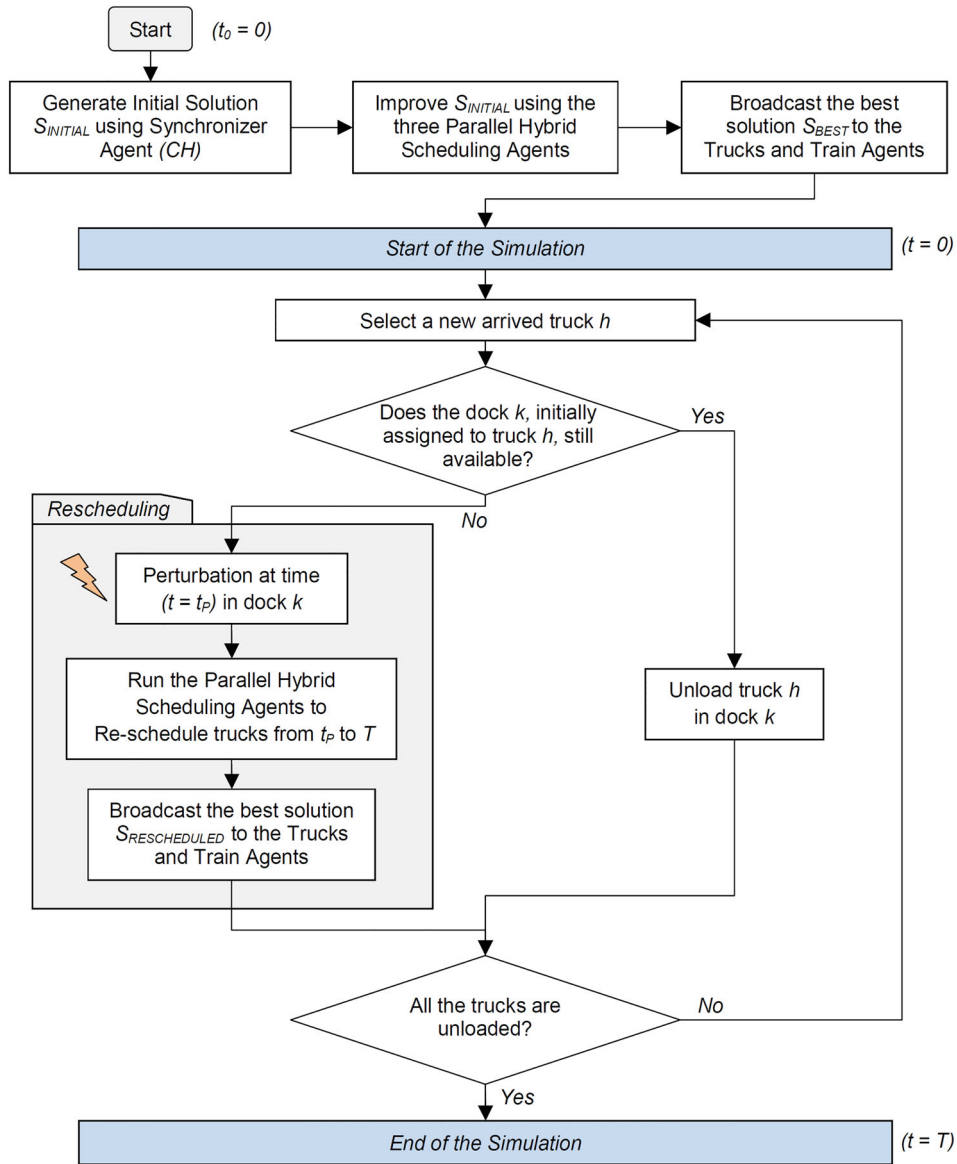 Start
(t0 = 0)
Generate Initial Solution
SINITIAL using Synchronizer
Agent (CH)
Improve SINITIAL using the
three Parallel Hybrid
Scheduling Agents
Broadcast the best
solution SBEST to the
Trucks and Train Agents
Start of the Simulation
(t = 0)
Select a new arrived truck h
Does the dock k, initially
assigned to truck h, still
available?
Yes
No
Rescheduling
Perturbation at time
(t = tP) in dock k
Run the Parallel Hybrid
Scheduling Agents to
Re-schedule trucks from tP to T
Broadcast the best solution
SRESCHEDULED to the Trucks
and Train Agents
Unload truck h
in dock k
All the trucks are
unloaded?
No
Yes
End of the Simulation
(t = T)